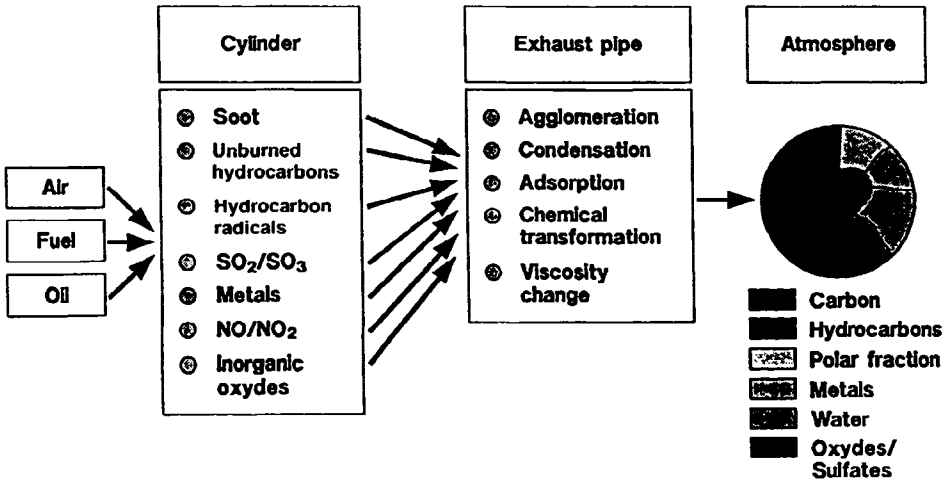 Cylinder
Exhaust pipe
Atmosphere
Air
Fuel
Oil
Soot
Unburned
hydrocarbons
Hydrocarbon
radicals
SO2/SO3
Metals
NO/NO2
Inorganic
oxydes
Agglomeration
Condensation
Adsorption
Chemical
transformation
Viscosity
change
Carbon
Hydrocarbons
Polar fraction
Metals
Water
Oxydes/
Sulfates